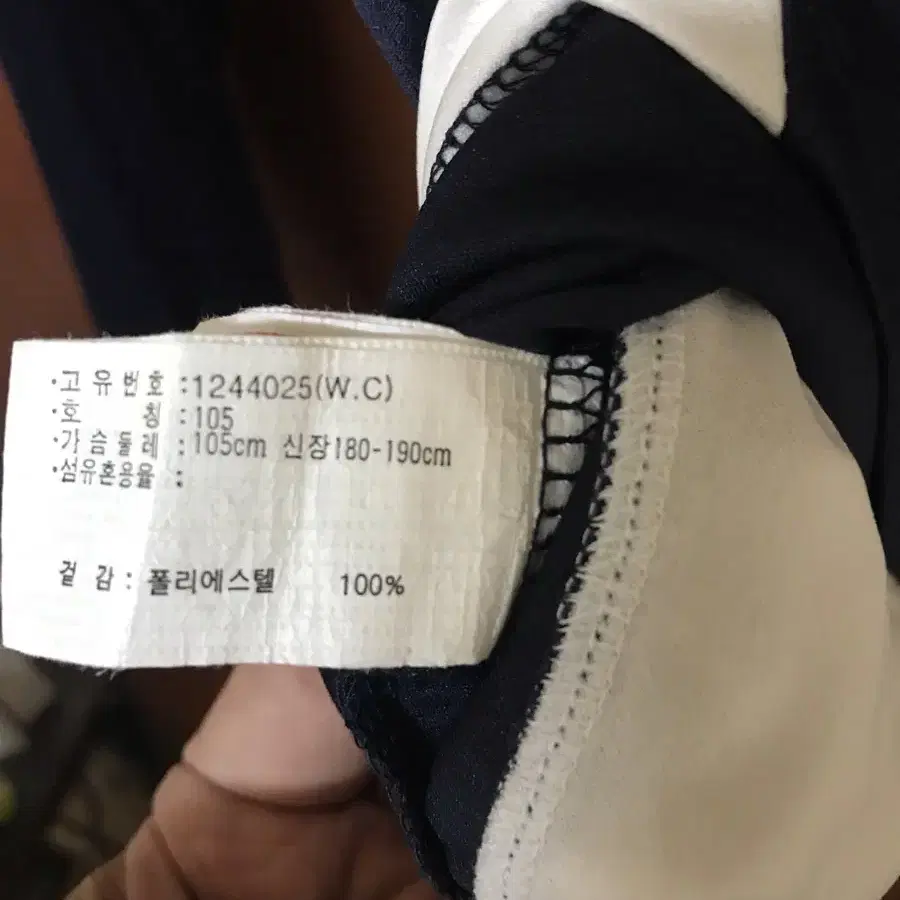 ·고 유 번 호 :1244025(W.C)
·호 칭 :105
·가슴둘레 :105cm 신장180-190cm
·섬유혼용율 :
겉 감 : 폴리에스텔 100%